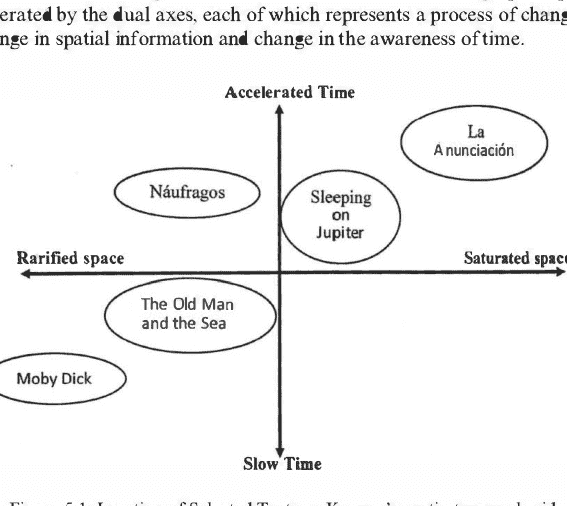 erated by the dual axes, each of which represents a process of chang
nge in spatial information and change in the awareness of time.
Accelerated Time
La
Anunciación
Náufragos
Sleeping
on
Jupiter
Rarified space
Saturated space
The Old Man
and the Sea
Moby Dick
Slow Time